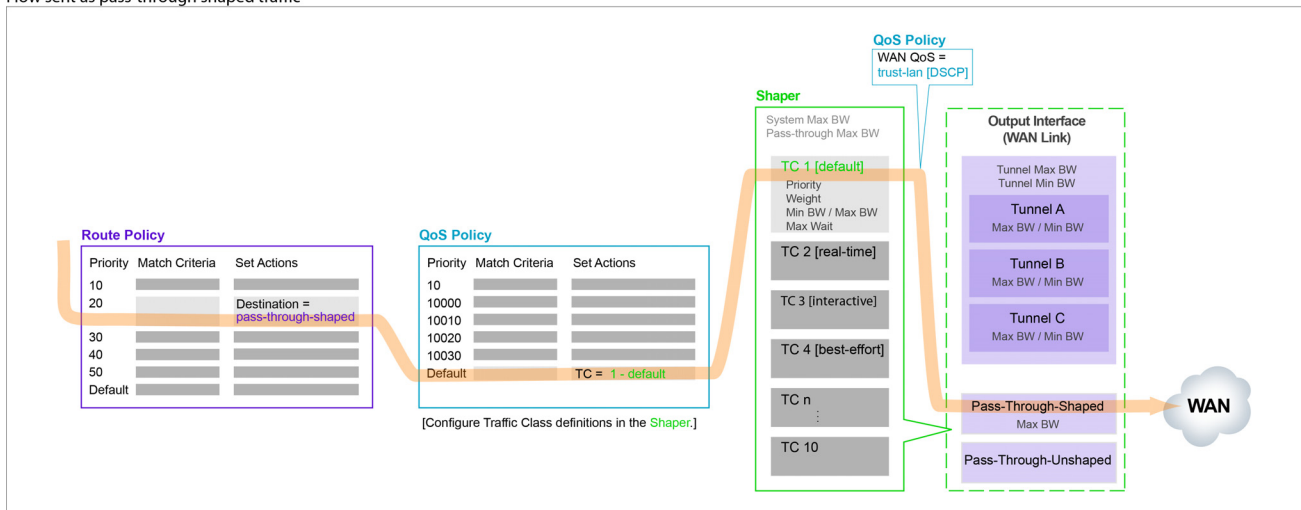 Flow sent as pass-through shaped traffic
QoS Policy
WAN QoS =
trust-lan [DSCP]
Shaper
System Max BW
Pass-through Max BW
TC 1 [default]
Priority
Weight
Min BW / Max BW
Max Wait
TC 2 [real-time]
TC 3 [interactive]
TC 4 [best-effort]
TC n
⋮
TC 10
Output Interface
(WAN Link)
Tunnel Max BW
Tunnel Min BW
Tunnel A
Max BW / Min BW
Tunnel B
Max BW / Min BW
Tunnel C
Max BW / Min BW
Pass-Through-Shaped
Max BW
Pass-Through-Unshaped
WAN
Route Policy
Priority Match Criteria Set Actions
10
20 Destination =
pass-through-shaped
30
40
50
Default
QoS Policy
Priority Match Criteria Set Actions
10
10000
10010
10020
10030
Default TC = 1 - default
[Configure Traffic Class definitions in the Shaper.]